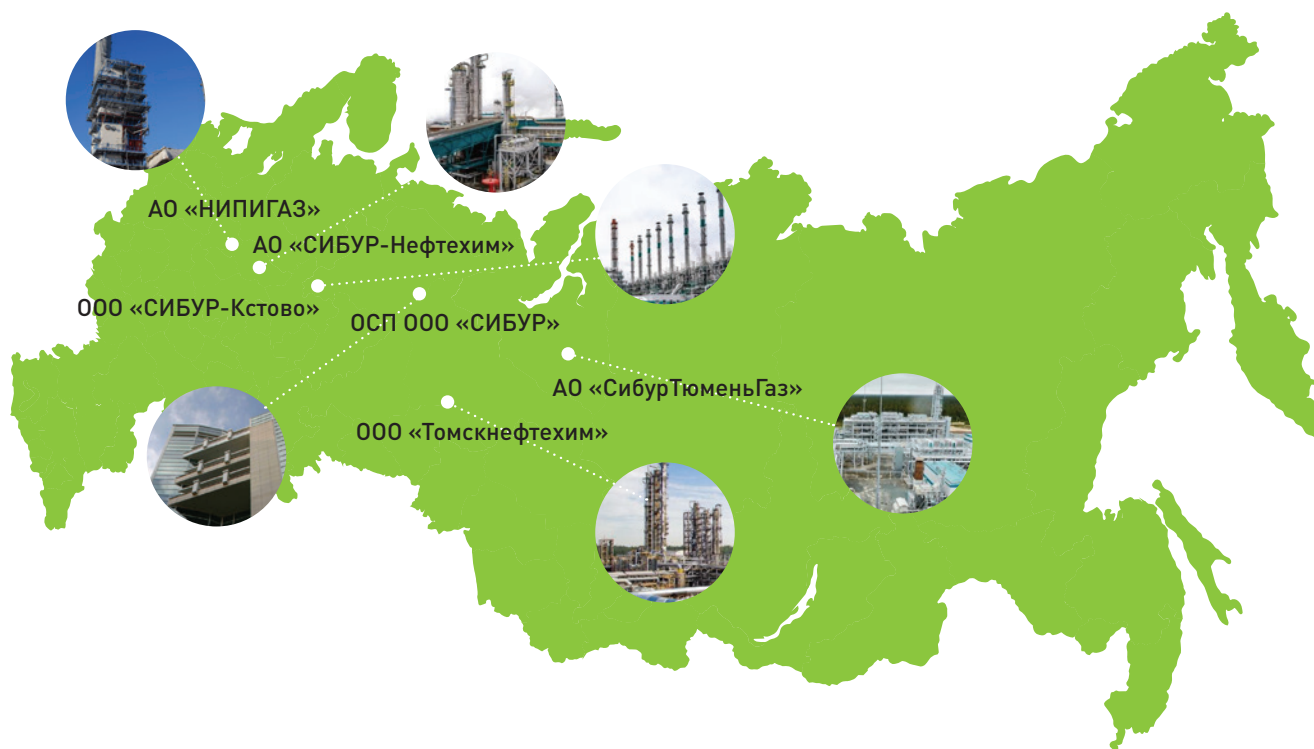 АО «НИПИГАЗ»
АО «СИБУР-Нефтехим»
ООО «СИБУР-Кстово»
ОСП ООО «СИБУР»
АО «СибурТюменьГаз»
ООО «Томскнефтехим»